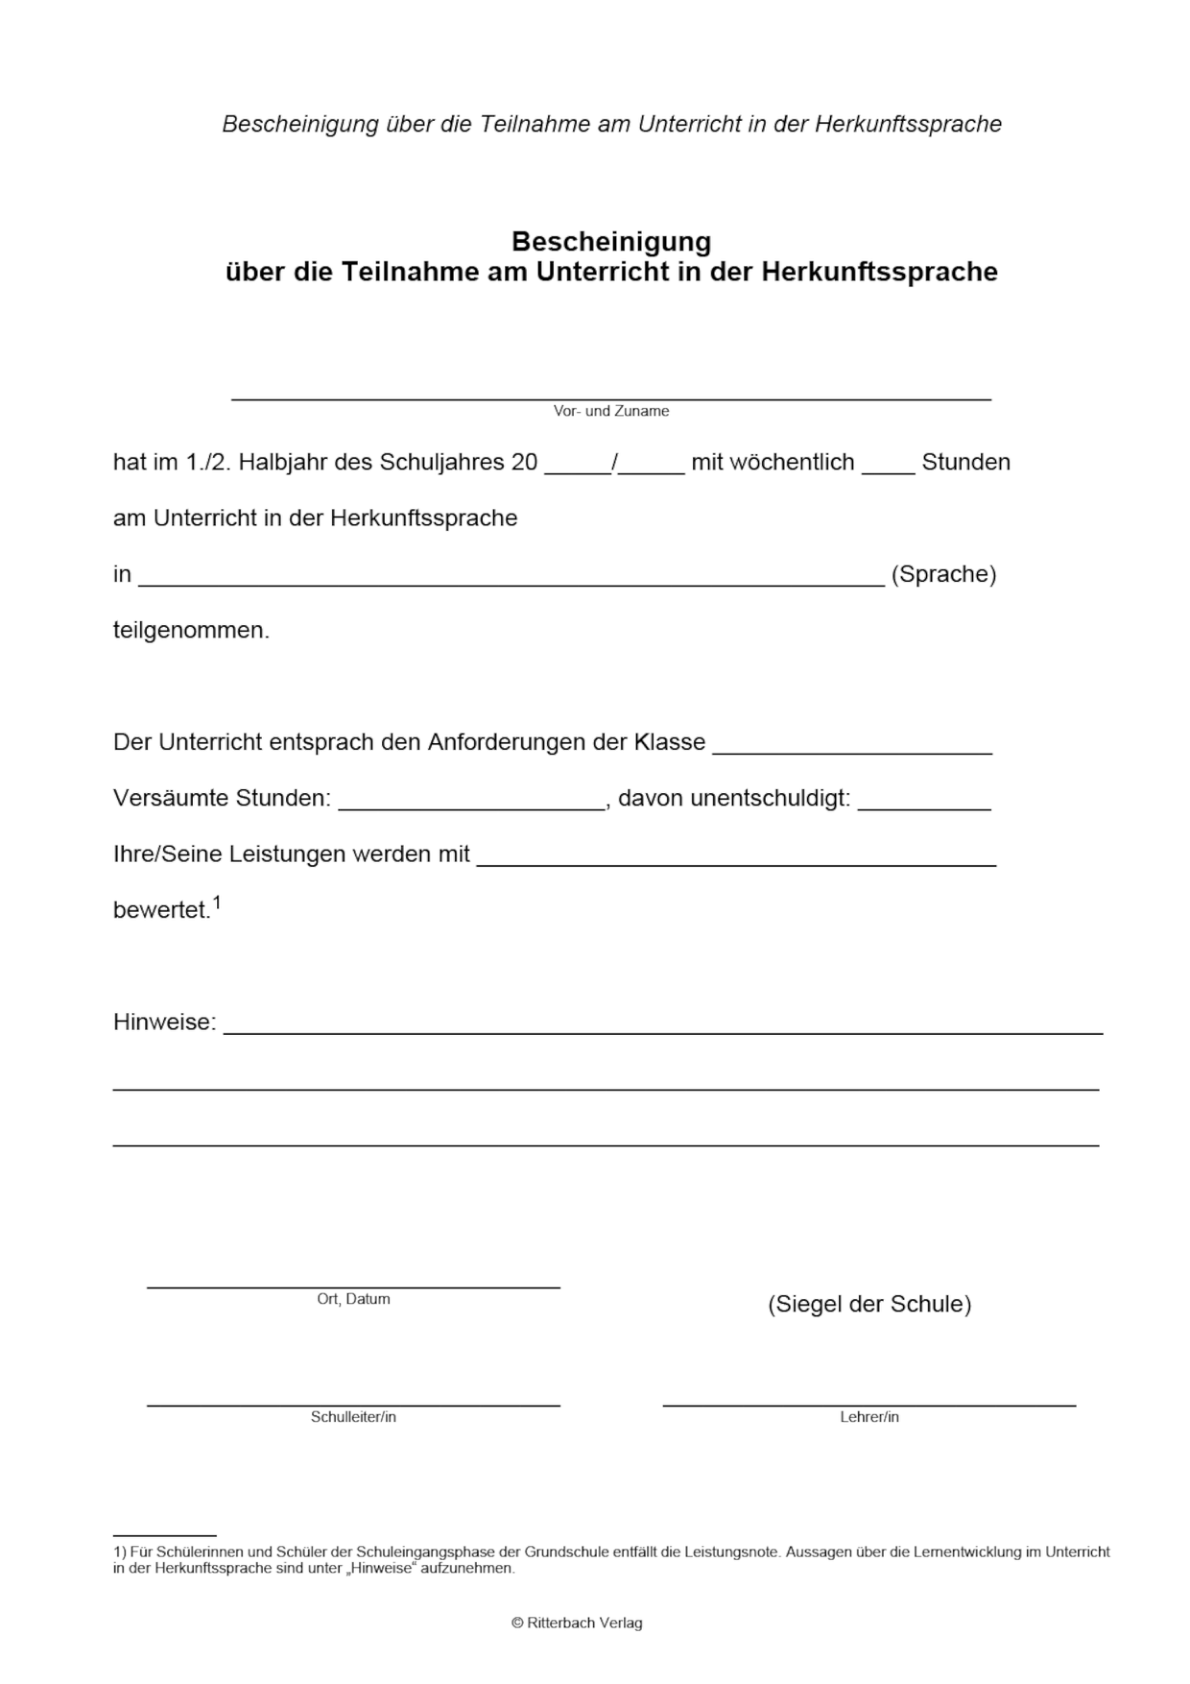 Bescheinigung über die Teilnahme am Unterricht in der Herkunftssprache
Bescheinigung
über die Teilnahme am Unterricht in der Herkunftssprache
Vor- und Zuname
hat im 1./2. Halbjahr des Schuljahres 20 _____/_____ mit wöchentlich ____ Stunden
am Unterricht in der Herkunftssprache
in ________________________________________________________ (Sprache)
teilgenommen.
Der Unterricht entsprach den Anforderungen der Klasse _____________________
Versäumte Stunden: ____________________, davon unentschuldigt: __________
Ihre/Seine Leistungen werden mit _______________________________________
bewertet.1
Hinweise: __________________________________________________________________
Ort, Datum
(Siegel der Schule)
Schulleiter/in
Lehrer/in
1) Für Schülerinnen und Schüler der Schuleingangsphase der Grundschule entfällt die Leistungsnote. Aussagen über die Lernentwicklung im Unterricht
in der Herkunftssprache sind unter „Hinweise“ aufzunehmen.
© Ritterbach Verlag